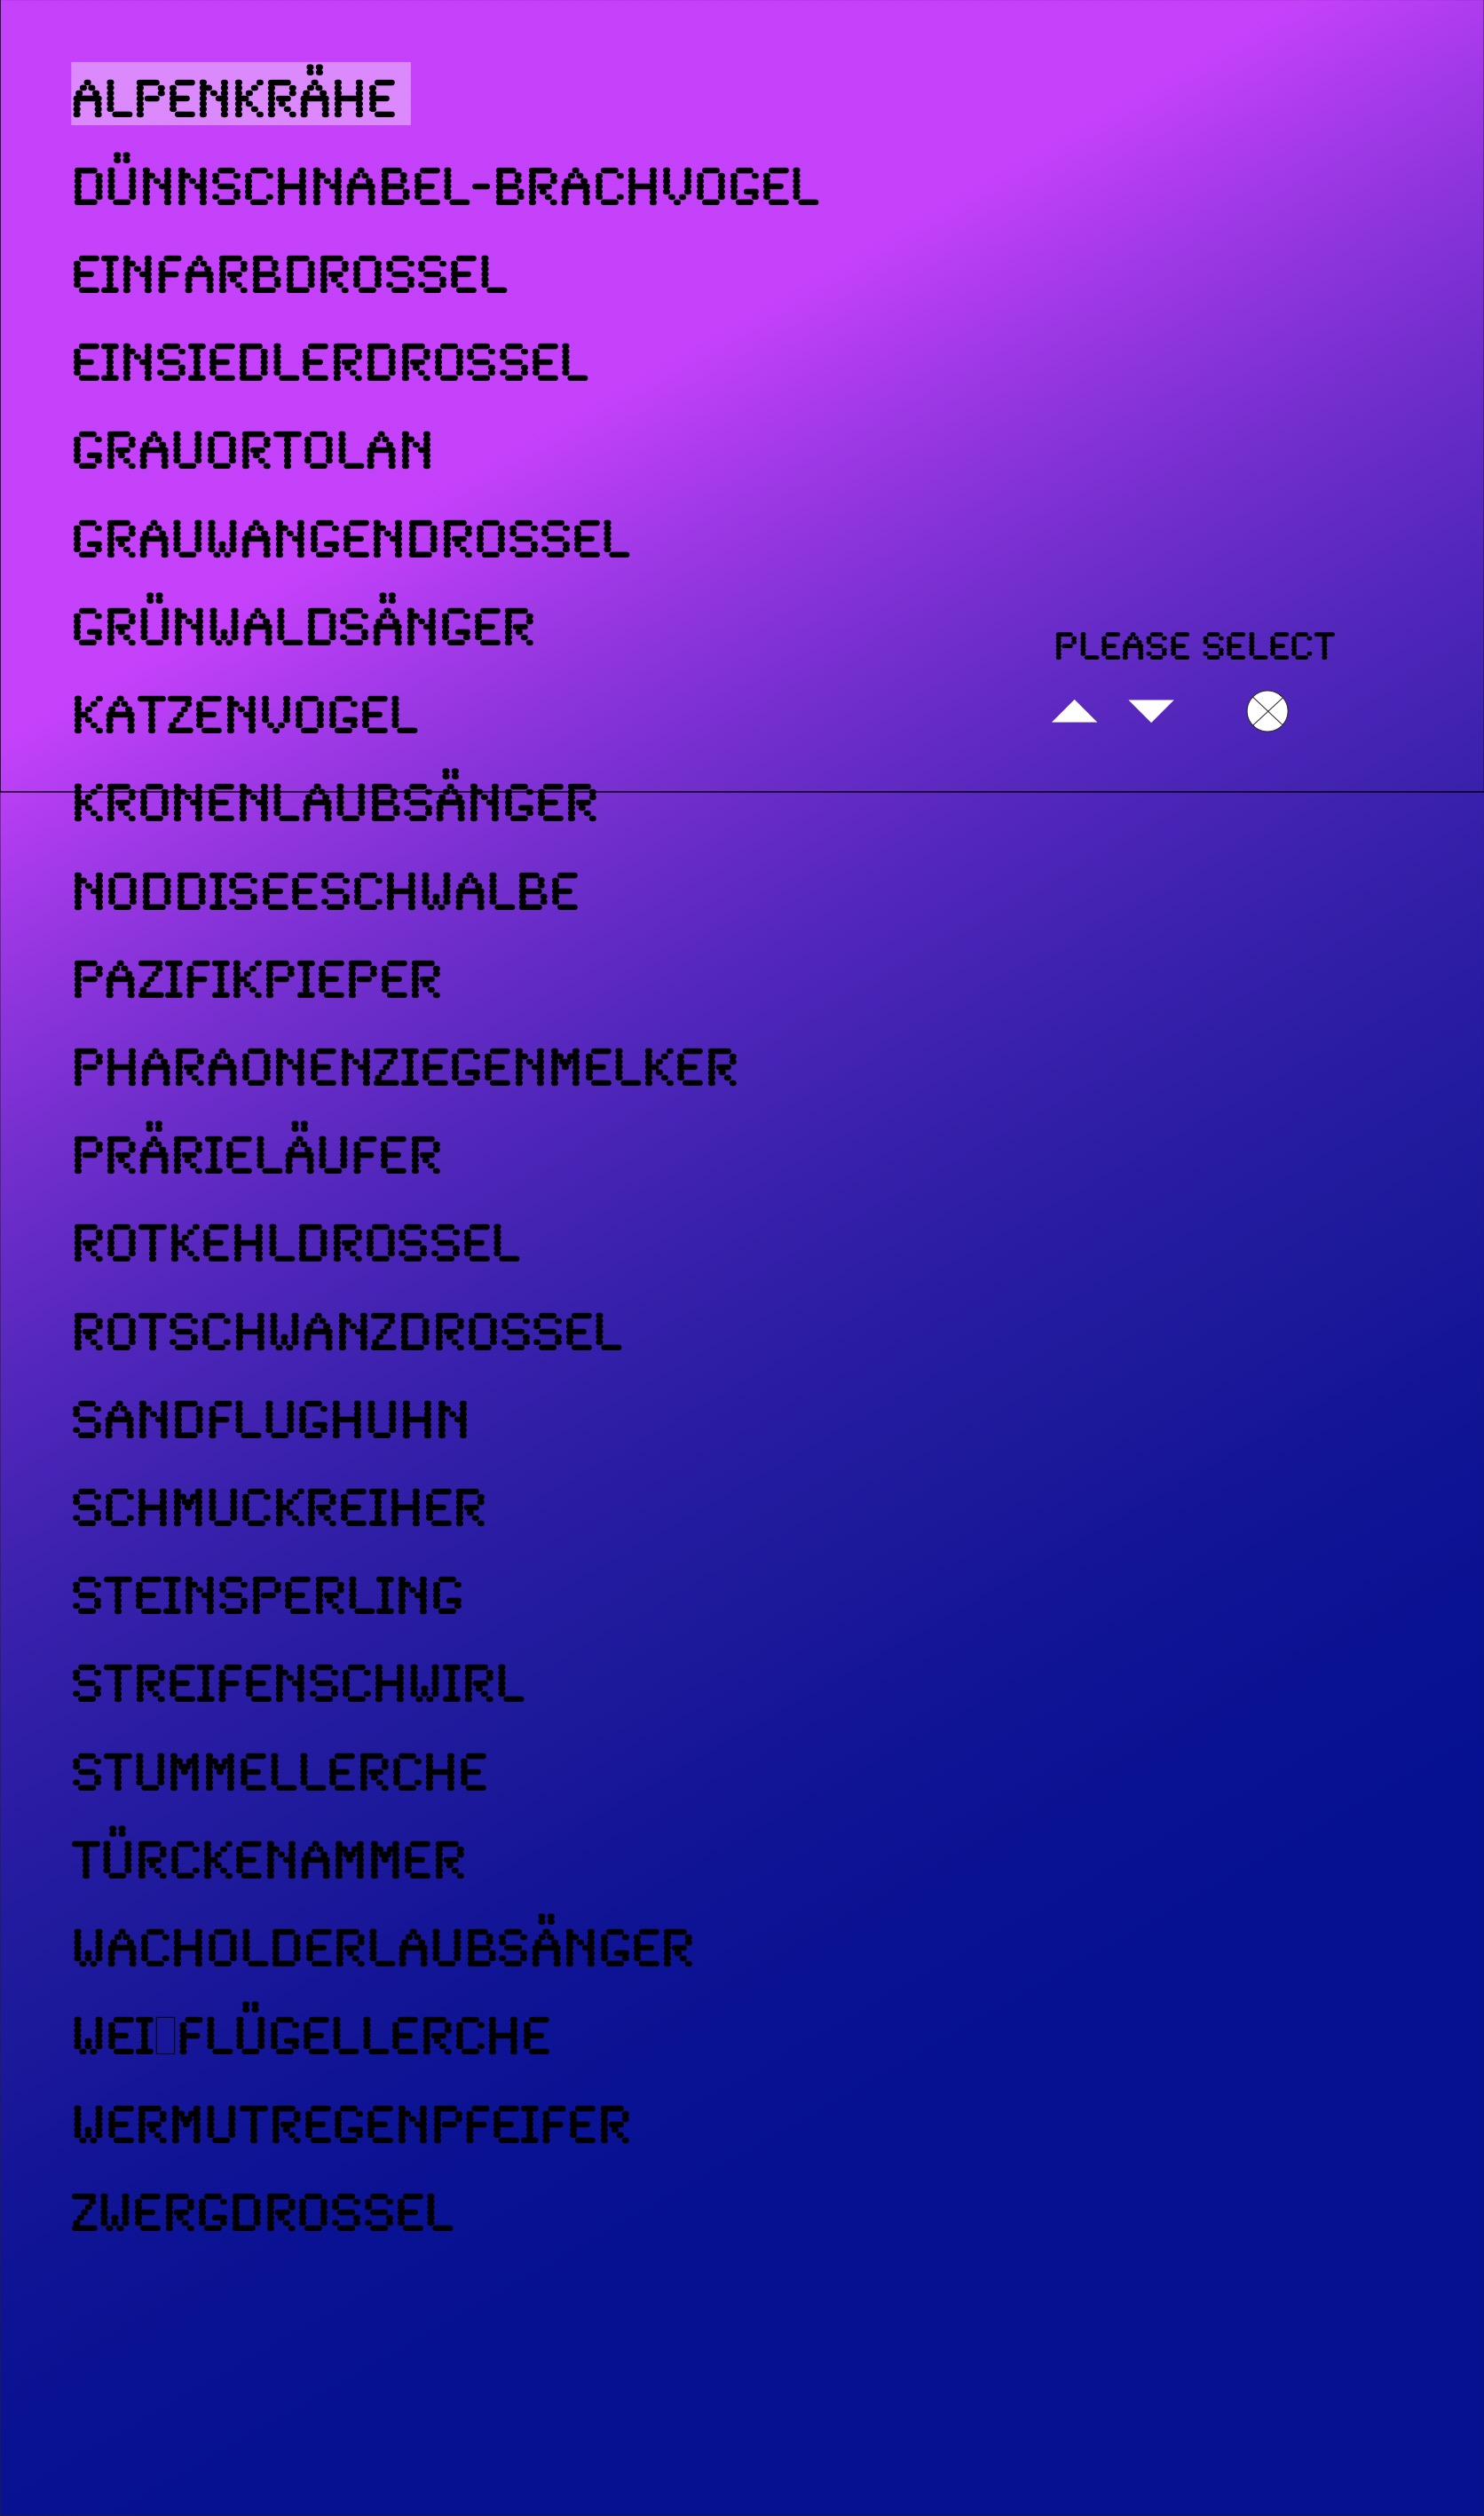 ALPENKRÄHE
DÜNNSCHNABEL-BRACHVOGEL
EINFARBDROSSEL
EINSIEDLERDROSSEL
GRAUORTOLAN
GRAUWANGENDROSSEL
GRÜNWALDSÄNGER
PLEASE SELECT
KATZENVOGEL
KRONENLAUBSÄNGER
NODDISEESCHWALBE
PAZIFIKPIEPER
PHARAONENZIEGENMELKER
PRÄRIELÄUFER
ROTKEHLDROSSEL
ROTSCHWANZDROSSEL
SANDFLUGHUHN
SCHMUCKREIHER
STEINSPERLING
STREIFENSCHWIRL
STUMMELLERCHE
TÜRCKENAMMER
WACHOLDERLAUBSÄNGER
WEI▯FLÜGELLERCHE
WERMUTREGENPFEIFER
ZWERGDROSSEL